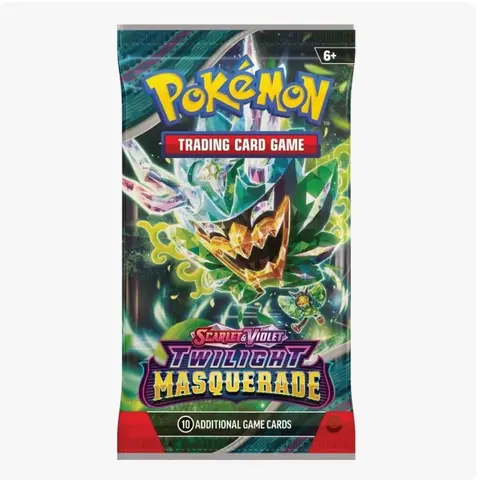 6+
POKéMON
TRADING CARD GAME
SCARLET & VIOLET
TWILIGHT
MASQUERADE
10 ADDITIONAL GAME CARDS